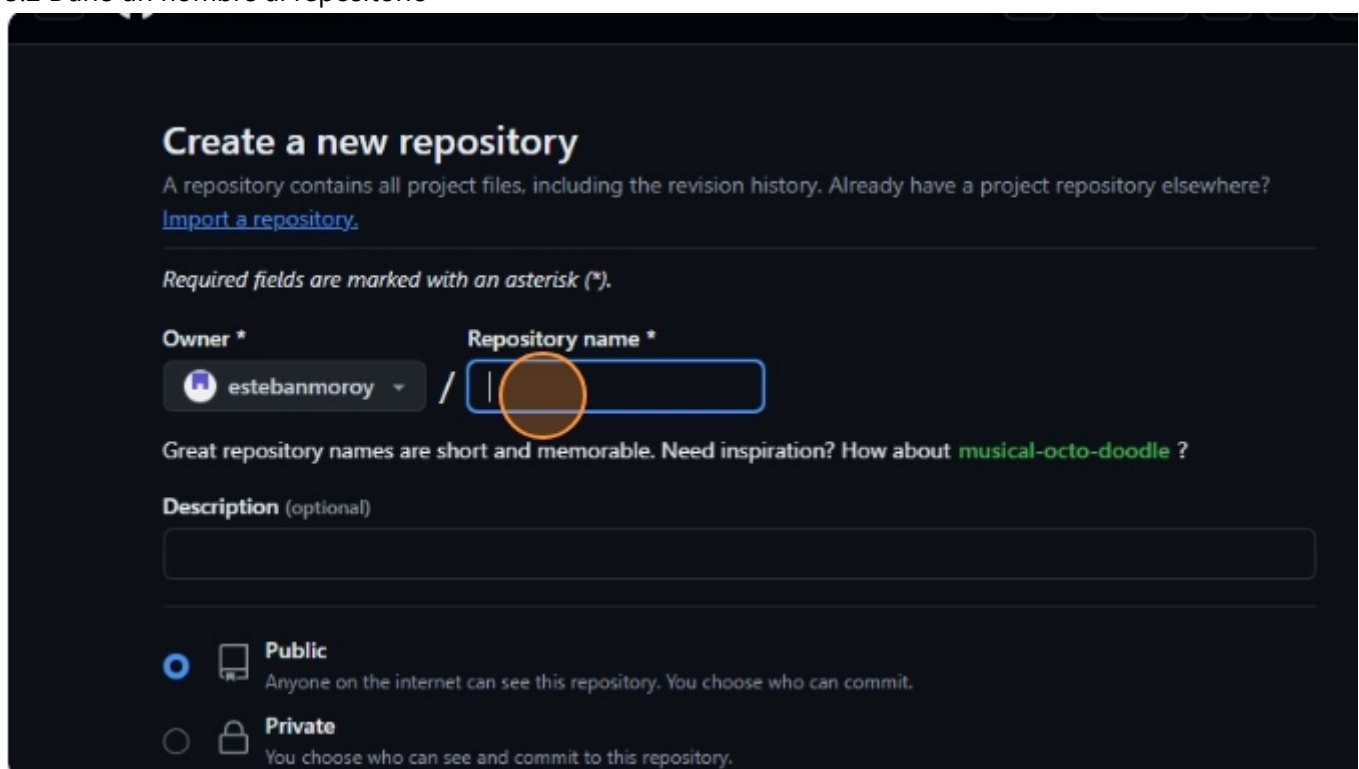 Create a new repository
A repository contains all project files, including the revision history. Already have a project repository elsewhere?
Import a repository.
Required fields are marked with an asterisk (*).
Owner * Repository name *
estebanmoroy /
Great repository names are short and memorable. Need inspiration? How about musical-octo-doodle ?
Description (optional)
Public
Anyone on the internet can see this repository. You choose who can commit.
Private
You choose who can see and commit to this repository.